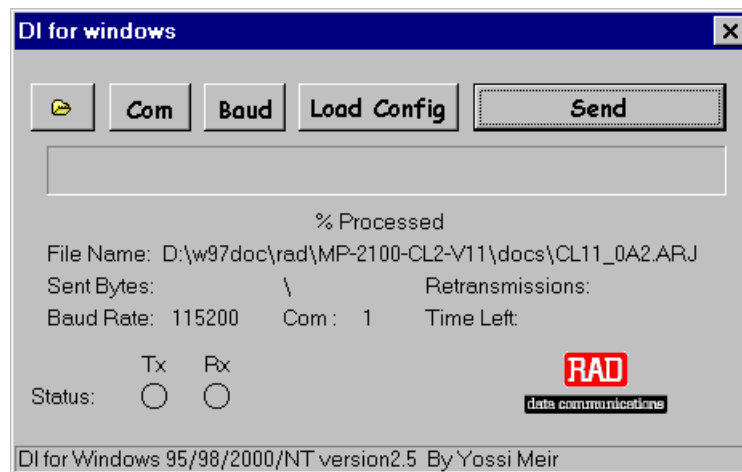 DI for windows
Com Baud Load Config Send
% Processed
File Name: D:\w97doc\rad\MP-2100-CL2-V11\docs\CL11_0A2.ARJ
Sent Bytes: \ Retransmissions:
Baud Rate: 115200 Com : 1 Time Left:
Tx Rx
Status:
RAD
data communications
DI for Windows 95/98/2000/NT version2.5 By Yossi Meir